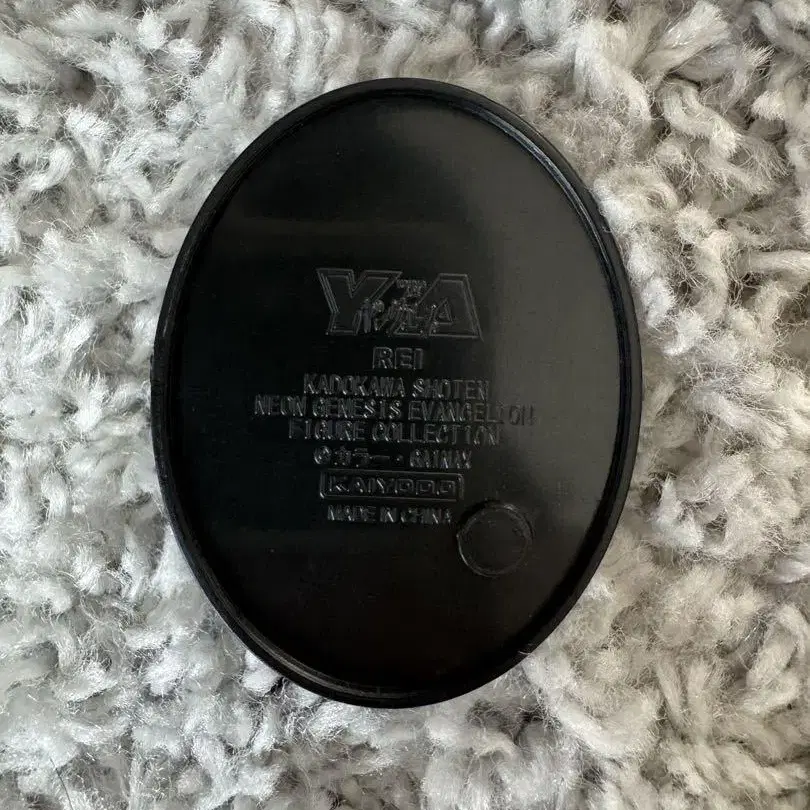 REI
KADOKAWA SHOTEN
NEON GENESIS EVANGELION
FIGURE COLLECTION
©カラー・GAINAX
KAIYODO
MADE IN CHINA